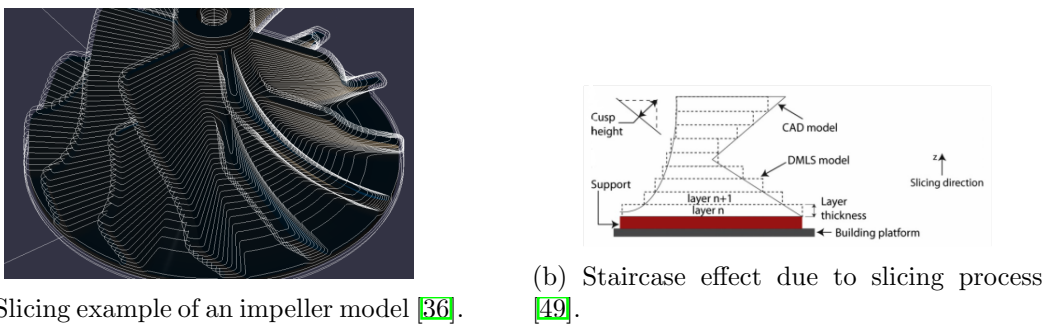 Cusp
height
CAD model
DMLS model
z
Slicing direction
Support
layer n+1
layer n
Layer
thickness
Building platform
Slicing example of an impeller model [36].
(b) Staircase effect due to slicing process
[49].